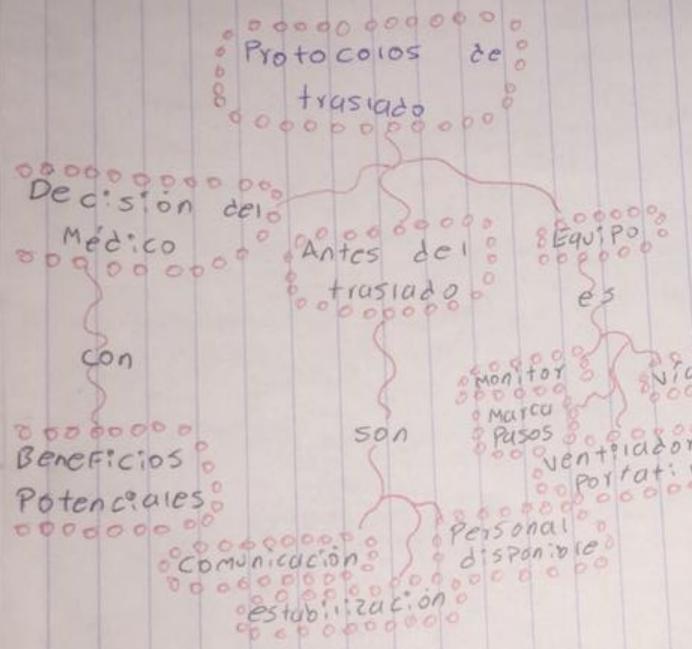 Protocolos de
traslado
Decisión del
Médico
Antes del
traslado
Equipo
es
con
Monitor
Marca
Pasos
son
Beneficios
Potenciales
ventilador
Comunicación
Personal
disponible
estabilización